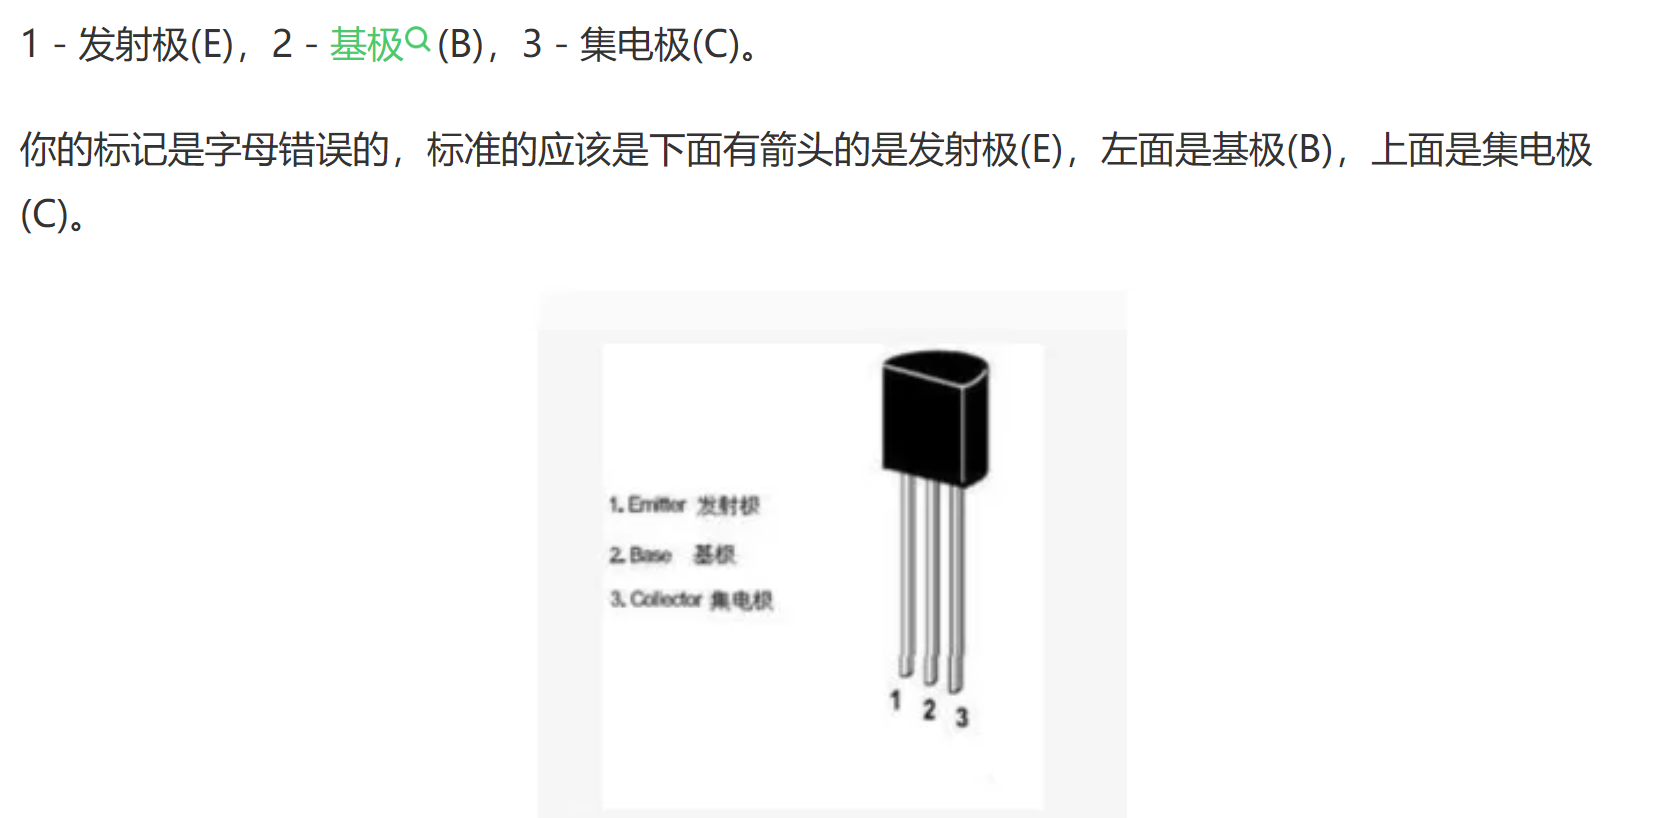 1 - 发射极(E)，2 - 基极(B)，3 - 集电极(C)。
你的标记是字母错误的，标准的应该是下面有箭头的是发射极(E)，左面是基极(B)，上面是集电极
(C)。
1. Emitter 发射极
2. Base 基极
3. Collector 集电极
1 2 3